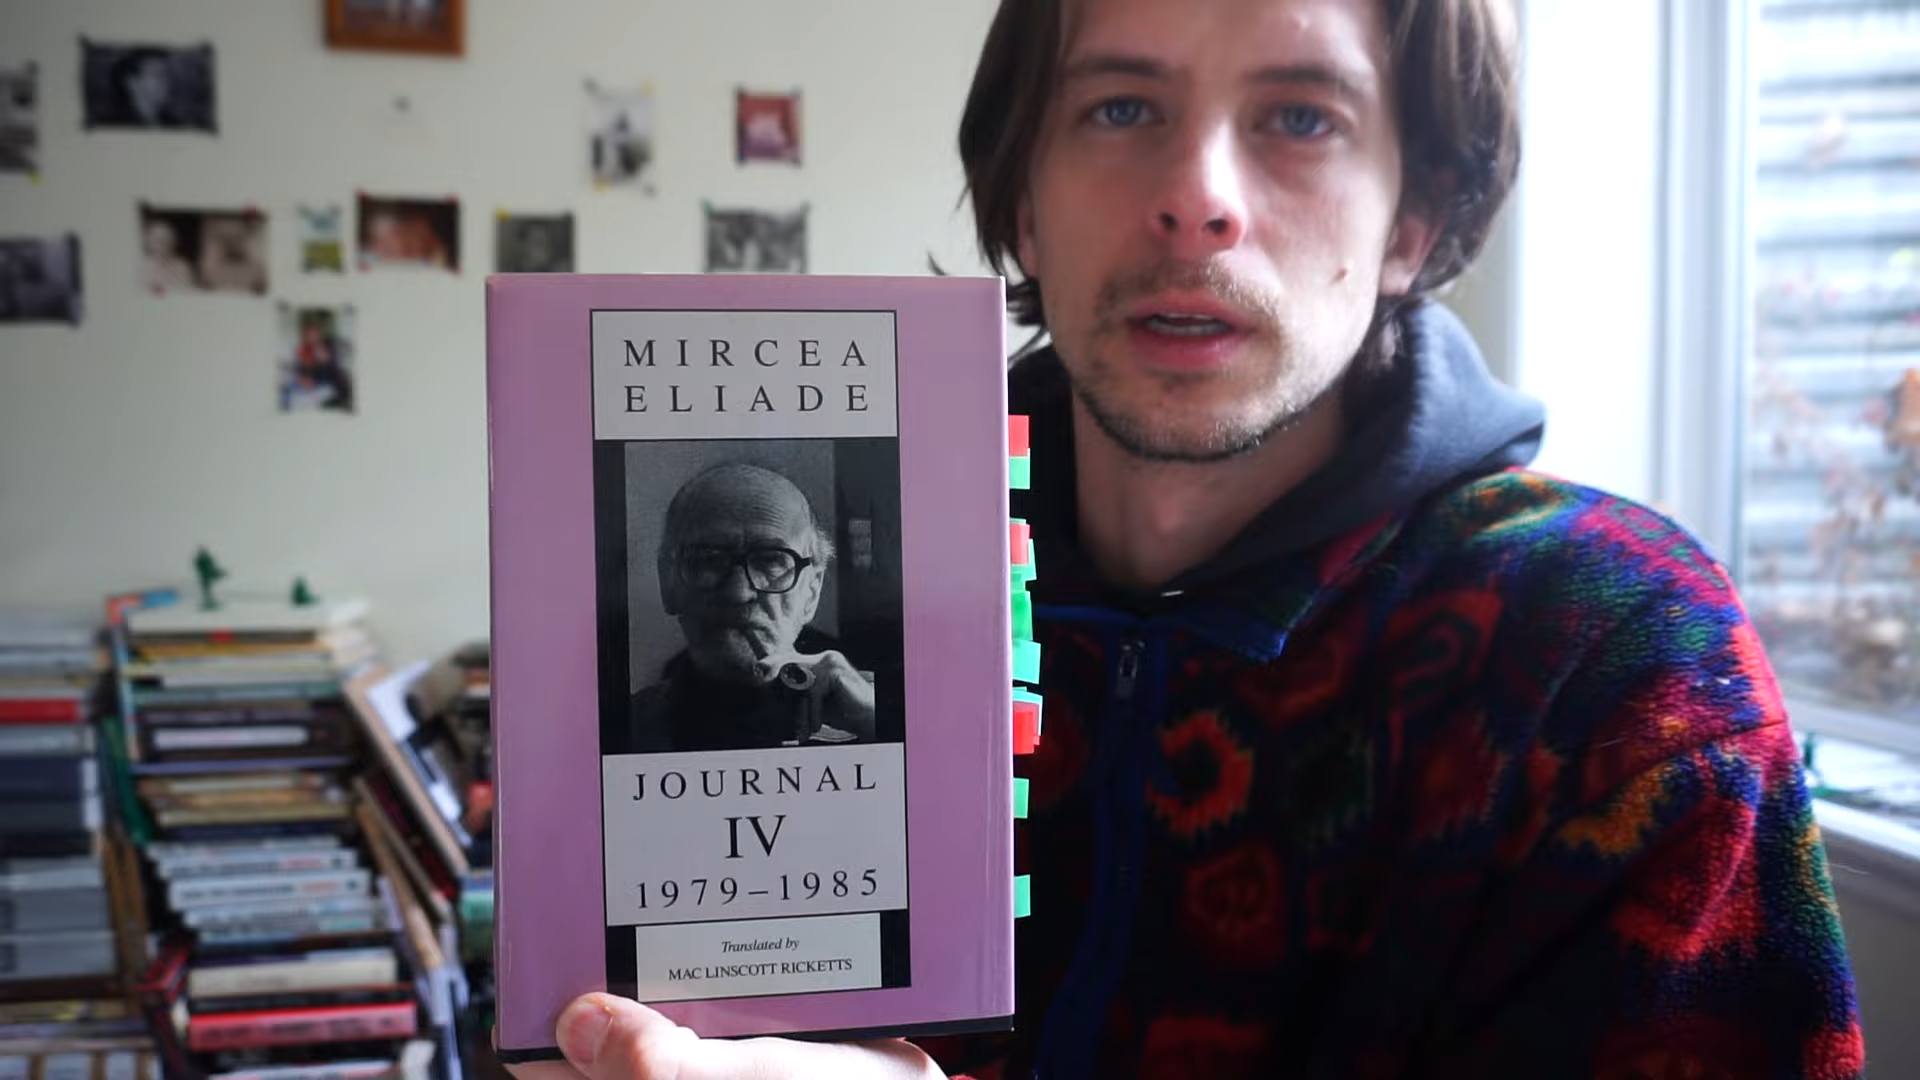 MIRCEA
ELIADE
JOURNAL
IV
1979–1985
Translated by
MAC LINSCOTT RICKETTS